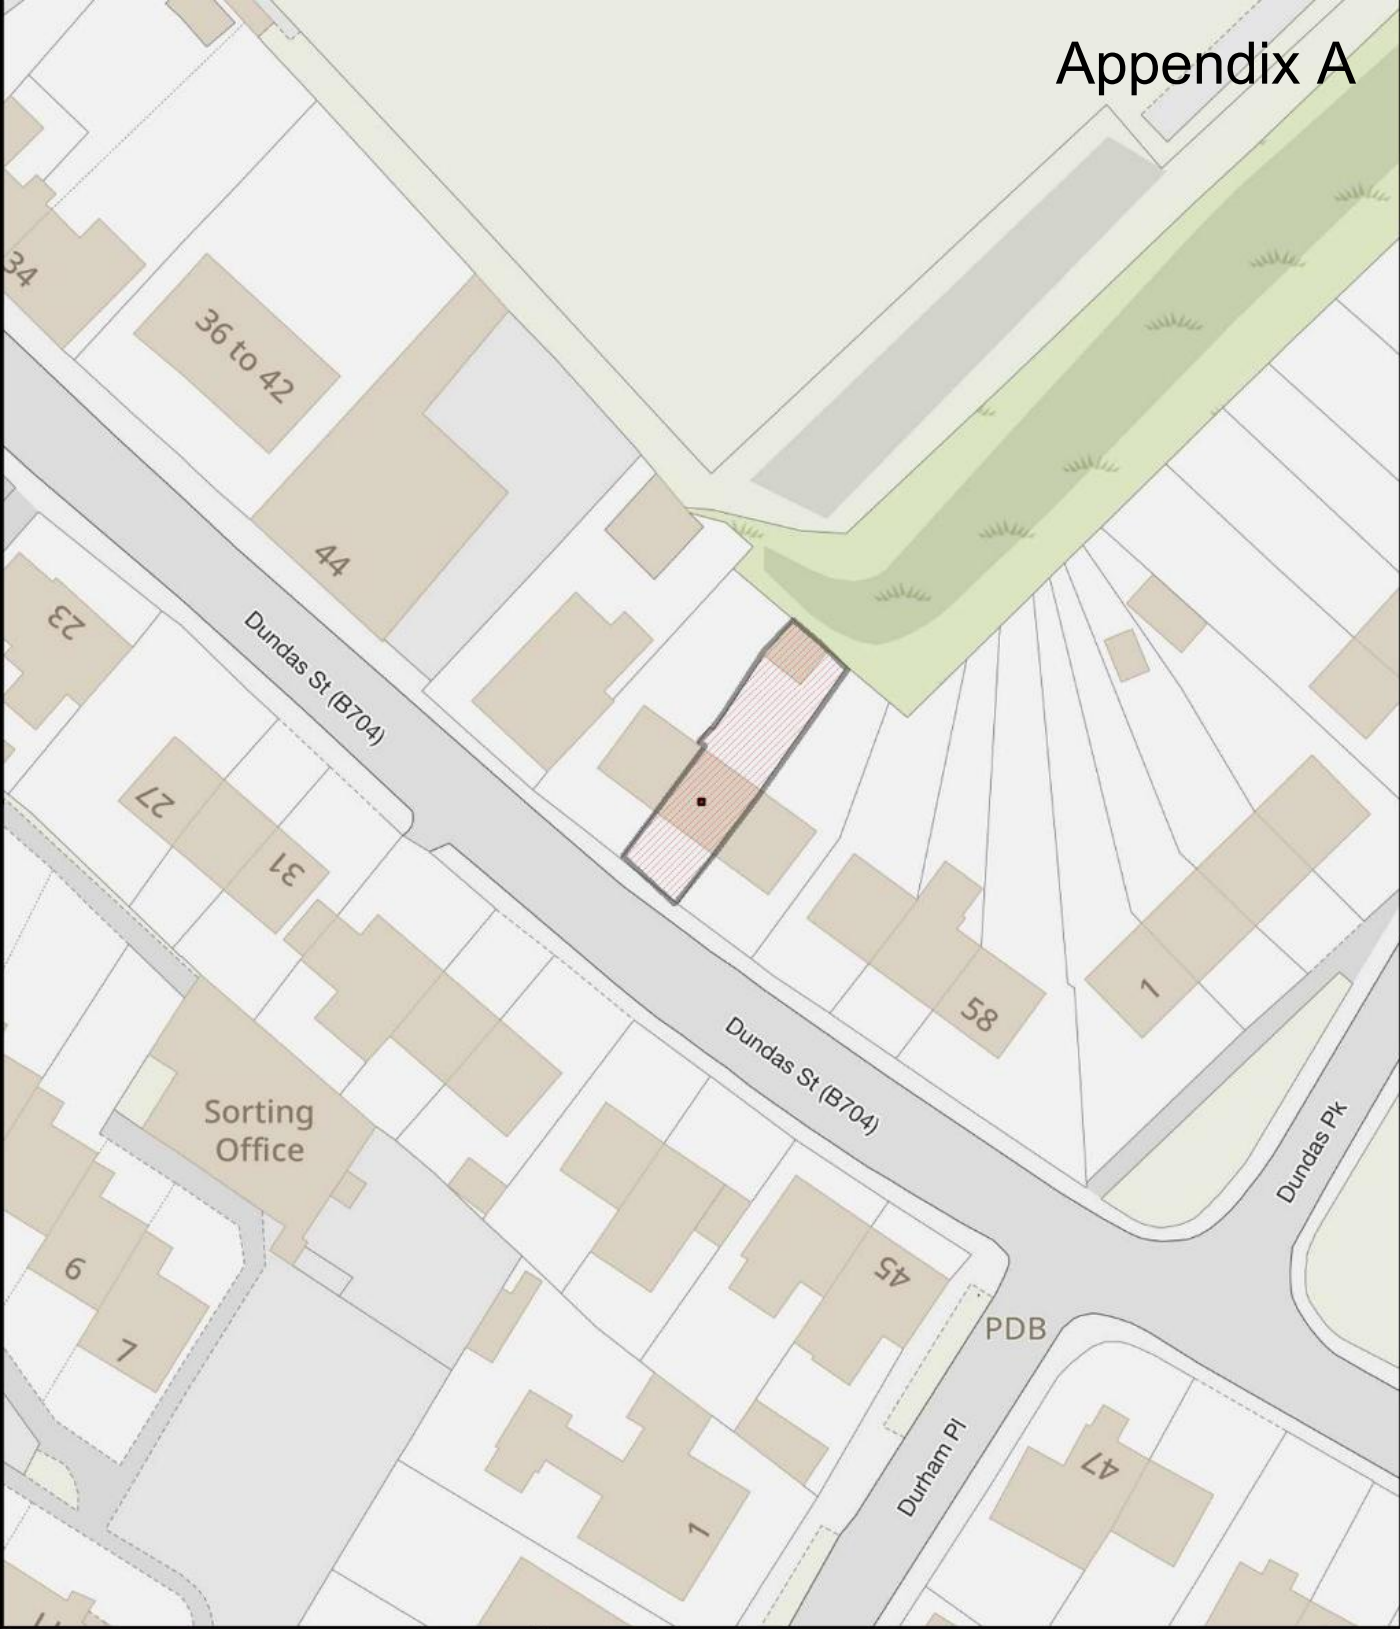 Appendix A
34
36 to 42
44
23
Dundas St (B704)
27
31
58
1
Dundas St (B704)
Sorting
Office
Dundas Pk
6
7
45
PDB
47
Durham Pl
1